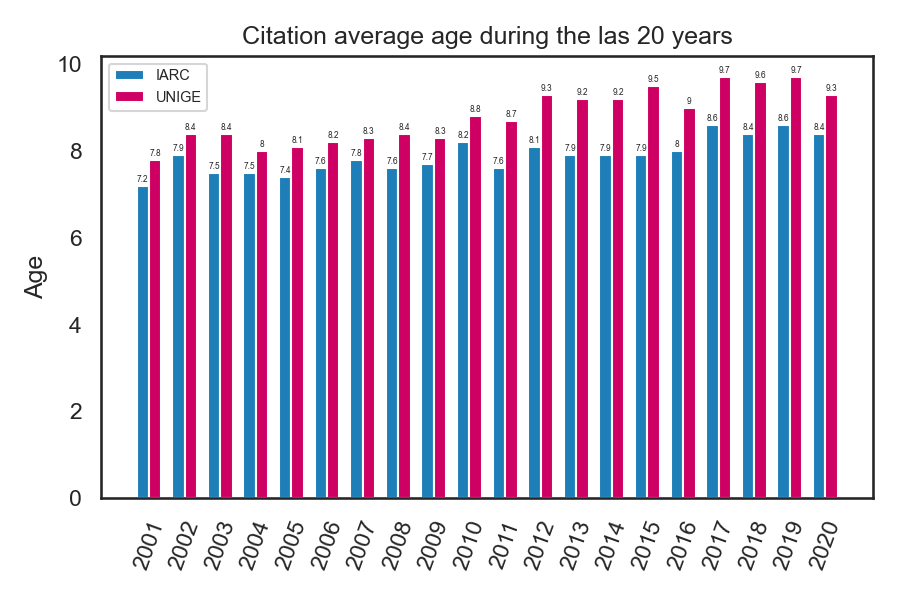 Citation average age during the las 20 years
IARC
UNIGE
Age
10
8
6
4
2
0
7.2 7.8 7.9 8.4 7.5 8.4 7.5 8 7.4 8.1 7.6 8.2 7.8 8.3 7.6 8.4 7.7 8.3 8.2 8.8 7.6 8.7 8.1 9.3 7.9 9.2 7.9 9.2 7.9 9.5 8 9 8.6 9.7 8.4 9.6 8.6 9.7 8.4 9.3
2001 2002 2003 2004 2005 2006 2007 2008 2009 2010 2011 2012 2013 2014 2015 2016 2017 2018 2019 2020